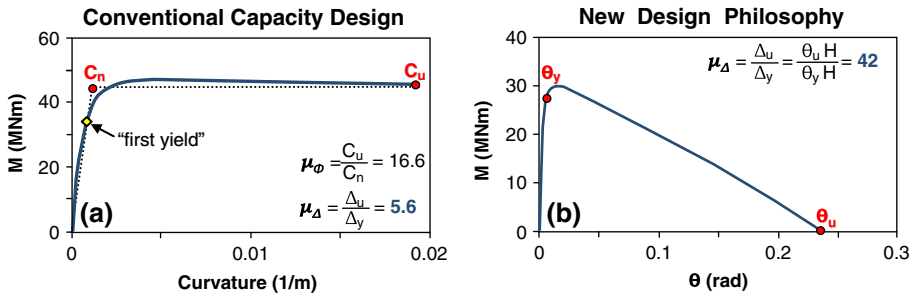 Conventional Capacity Design
60
40
20
0
M (MNm)
Cn
Cu
"first yield"
μΦ = Cu/Cn = 16.6
μΔ = Δu/Δy = 5.6
(a)
0
0.01
0.02
Curvature (1/m)
New Design Philosophy
40
30
20
10
0
M (MNm)
θy
μΔ = Δu/Δy = θu H/θy H = 42
θu
(b)
0
0.1
0.2
0.3
θ (rad)